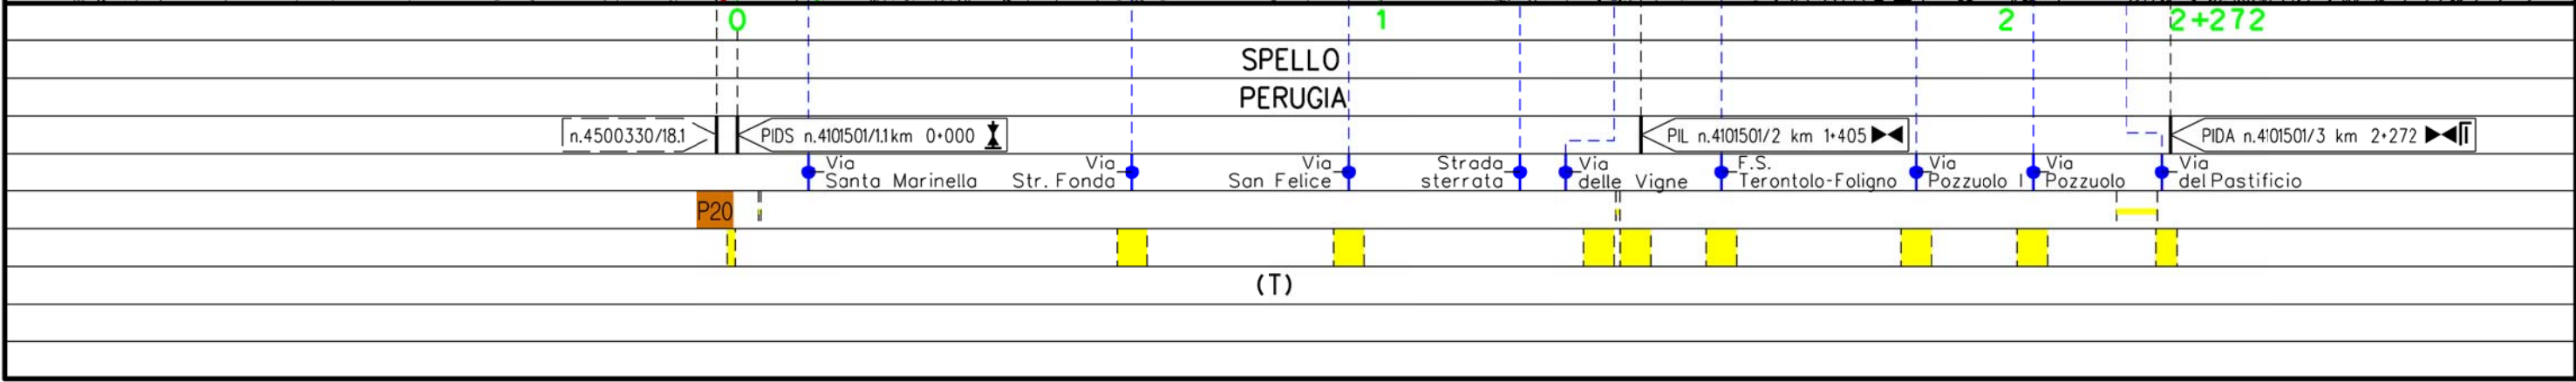 0 1 2 2+272
SPELLO
PERUGIA
n.4500330/18.1 PIDS n.4101501/1.1 km 0+000 PIL n.4101501/2 km 1+405 PIDA n.4101501/3 km 2+272
Via Santa Marinella
Via Str. Fonda
Via San Felice
Strada sterrata
Via delle Vigne
F.S. Terontolo-Foligno
Via Pozzuolo I
Via Pozzuolo
Via del Pastificio
P20
(T)